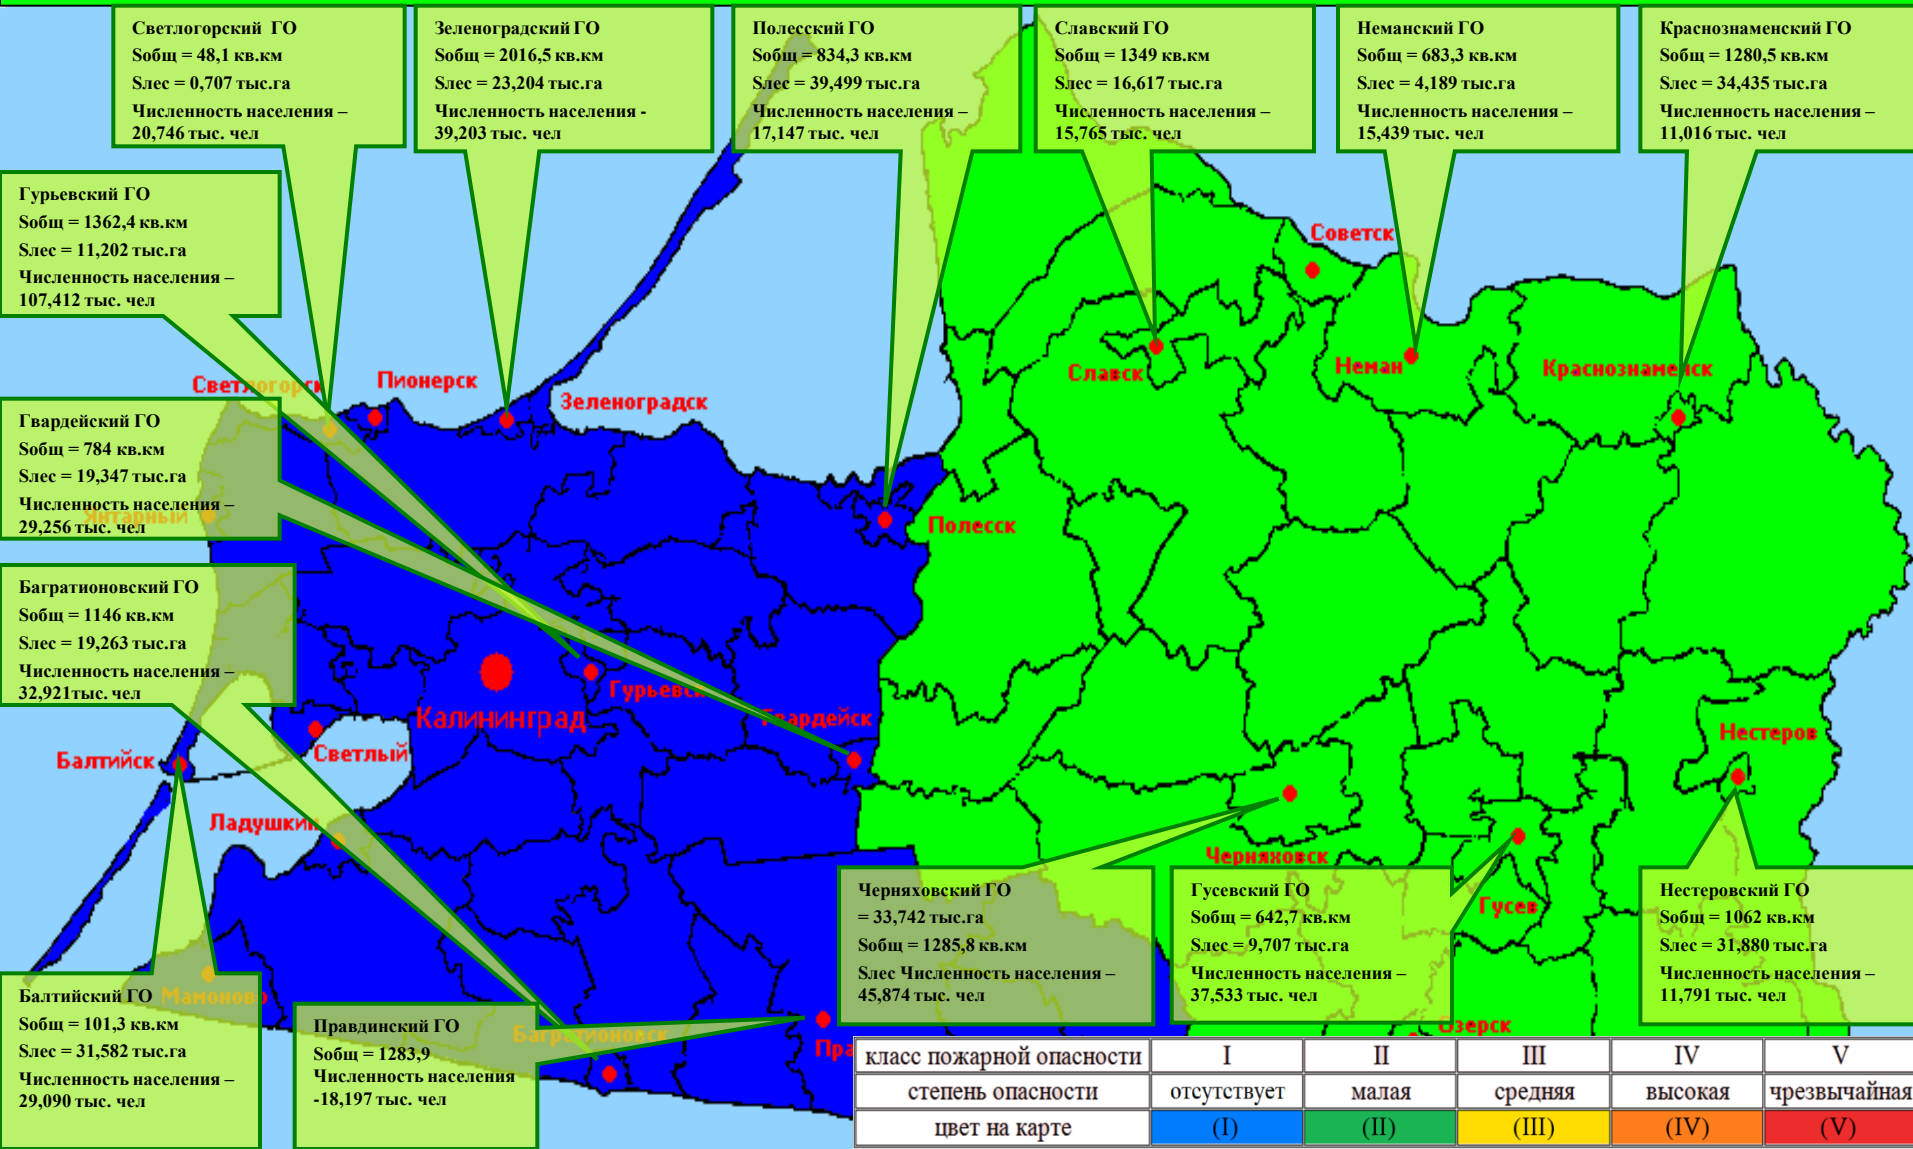 Светлогорский ГО
Sобщ = 48,1 кв.км
Sлес = 0,707 тыс.га
Численность населения –
20,746 тыс. чел
Зеленоградский ГО
Sобщ = 2016,5 кв.км
Sлес = 23,204 тыс.га
Численность населения -
39,203 тыс. чел
Полесский ГО
Sобщ = 834,3 кв.км
Sлес = 39,499 тыс.га
Численность населения –
17,147 тыс. чел
Славский ГО
Sобщ = 1349 кв.км
Sлес = 16,617 тыс.га
Численность населения –
15,765 тыс. чел
Неманский ГО
Sобщ = 683,3 кв.км
Sлес = 4,189 тыс.га
Численность населения –
15,439 тыс. чел
Краснознаменский ГО
Sобщ = 1280,5 кв.км
Sлес = 34,435 тыс.га
Численность населения –
11,016 тыс. чел
Гурьевский ГО
Sобщ = 1362,4 кв.км
Sлес = 11,202 тыс.га
Численность населения –
107,412 тыс. чел
Советск
Светлогорск
Пионерск
Зеленоградск
Славск
Неман
Краснознаменск
Гвардейский ГО
Sобщ = 784 кв.км
Sлес = 19,347 тыс.га
Численность населения –
29,256 тыс. чел
Янтарный
Полесск
Багратионовский ГО
Sобщ = 1146 кв.км
Sлес = 19,263 тыс.га
Численность населения –
32,921тыс. чел
Гурьевск
Калининград
Гвардейск
Светлый
Балтийск
Нестеров
Ладушкин
Черняховск
Гусев
Черняховский ГО
= 33,742 тыс.га
Sобщ = 1285,8 кв.км
Sлес Численность населения –
45,874 тыс. чел
Гусевский ГО
Sобщ = 642,7 кв.км
Sлес = 9,707 тыс.га
Численность населения –
37,533 тыс. чел
Нестеровский ГО
Sобщ = 1062 кв.км
Sлес = 31,880 тыс.га
Численность населения –
11,791 тыс. чел
Балтийский ГО
Sобщ = 101,3 кв.км
Sлес = 31,582 тыс.га
Численность населения –
29,090 тыс. чел
Мамоново
Правдинский ГО
Sобщ = 1283,9
Численность населения
-18,197 тыс. чел
Багратионовск
Пра
Озерск
класс пожарной опасности I II III IV V
степень опасности отсутствует малая средняя высокая чрезвычайная
цвет на карте (I) (II) (III) (IV) (V)